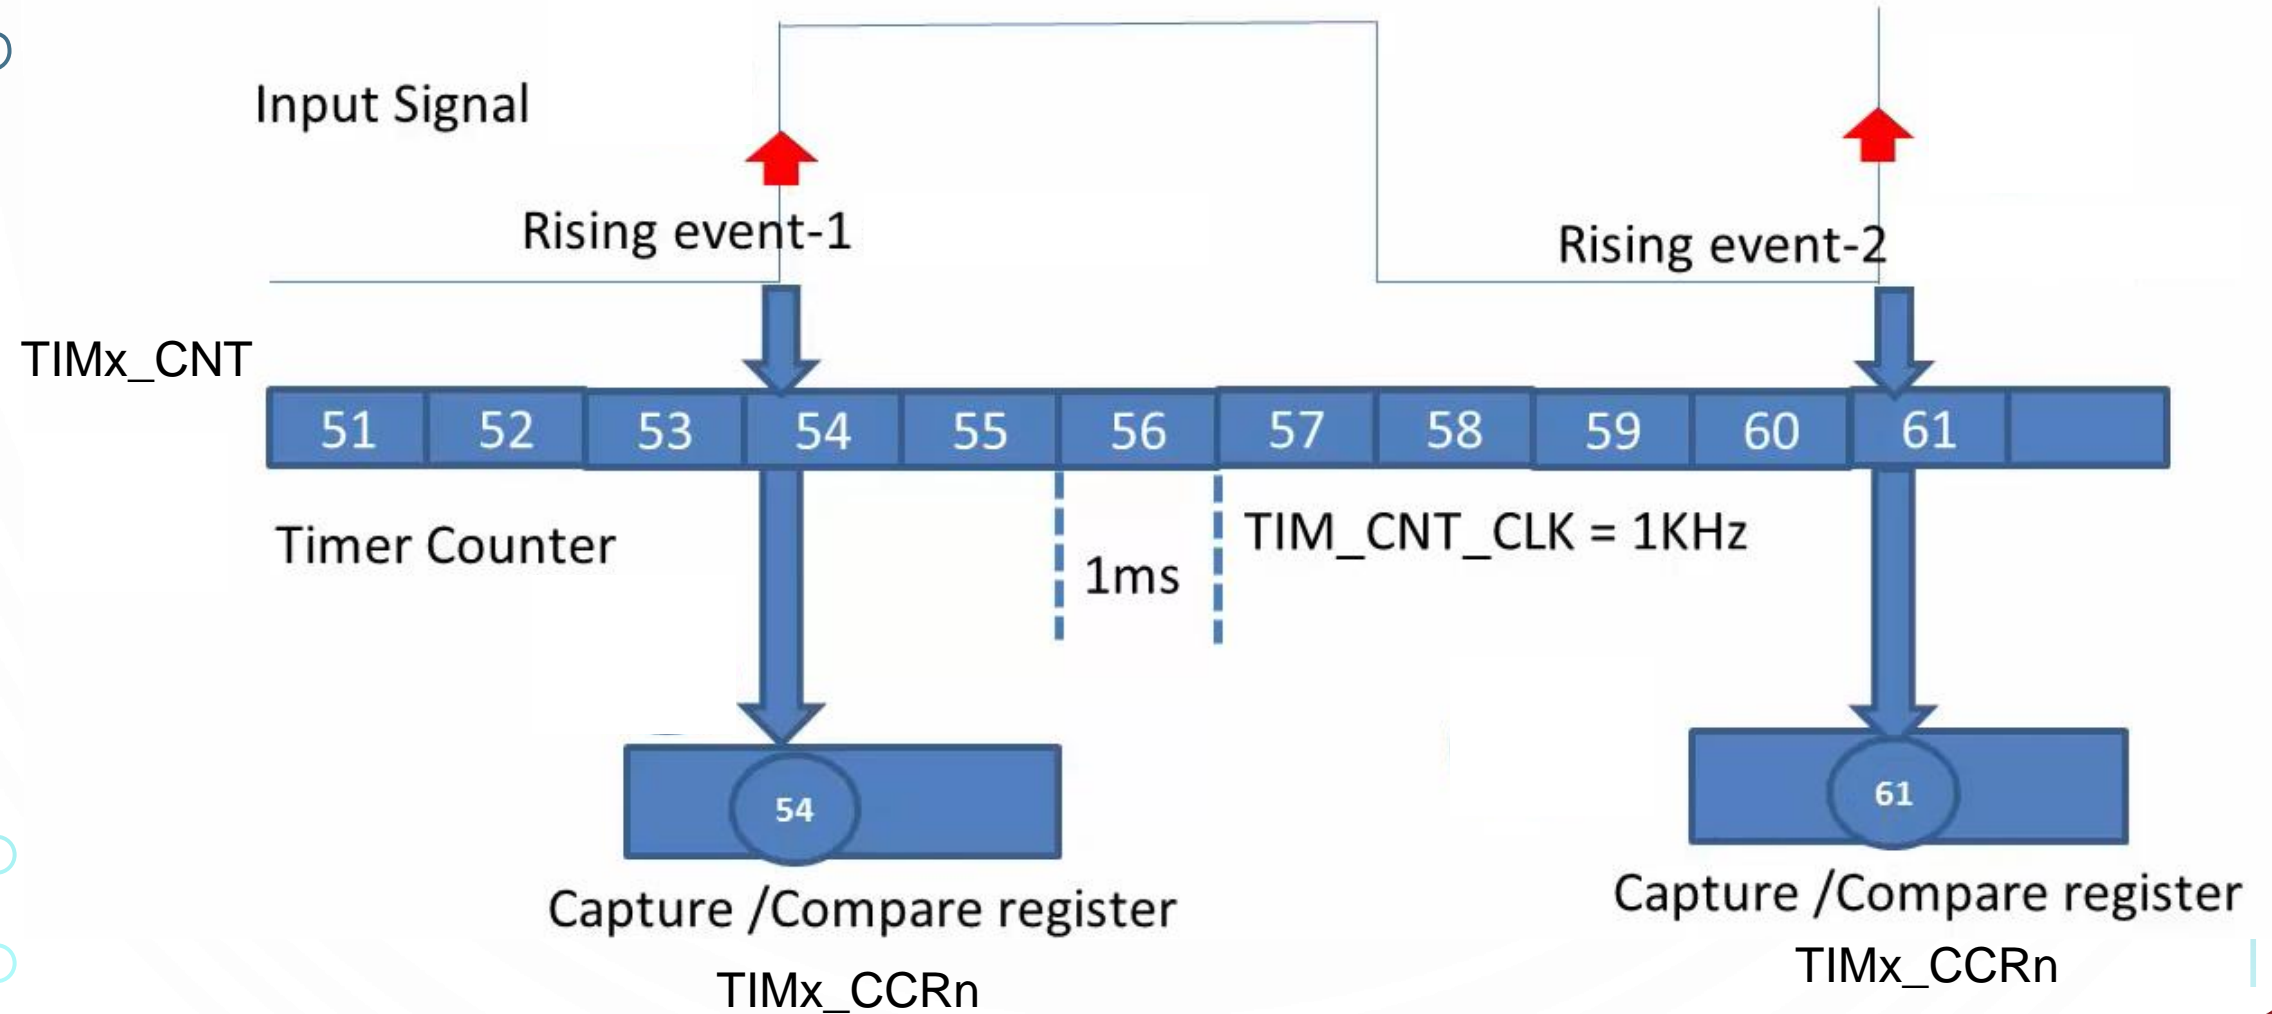 Input Signal
Rising event-1
Rising event-2
TIMx_CNT
51 52 53 54 55 56 57 58 59 60 61
Timer Counter
1ms
TIM_CNT_CLK = 1KHz
54
61
Capture /Compare register
TIMx_CCRn
Capture /Compare register
TIMx_CCRn